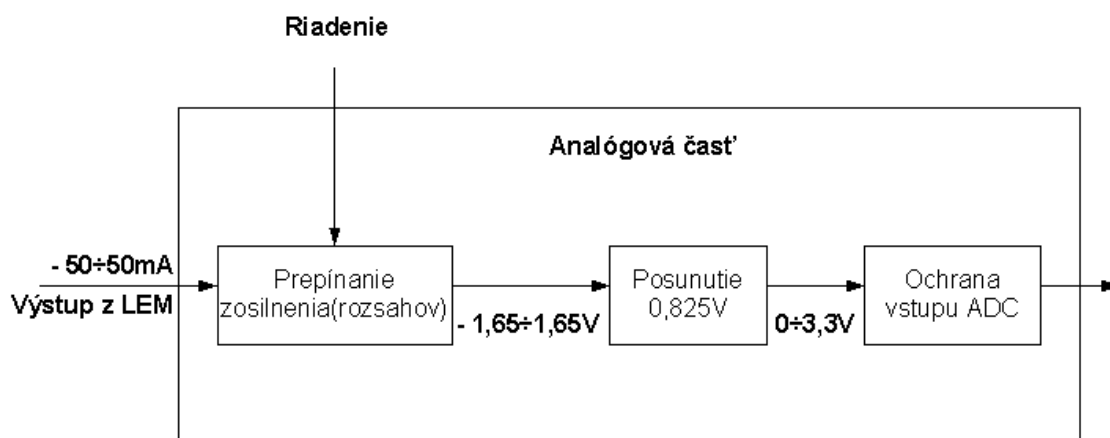 Riadenie
Analógová časť
- 50÷50mA
Výstup z LEM
Prepínanie
zosilnenia(rozsahov)
- 1,65÷1,65V
Posunutie
0,825V
0÷3,3V
Ochrana
vstupu ADC